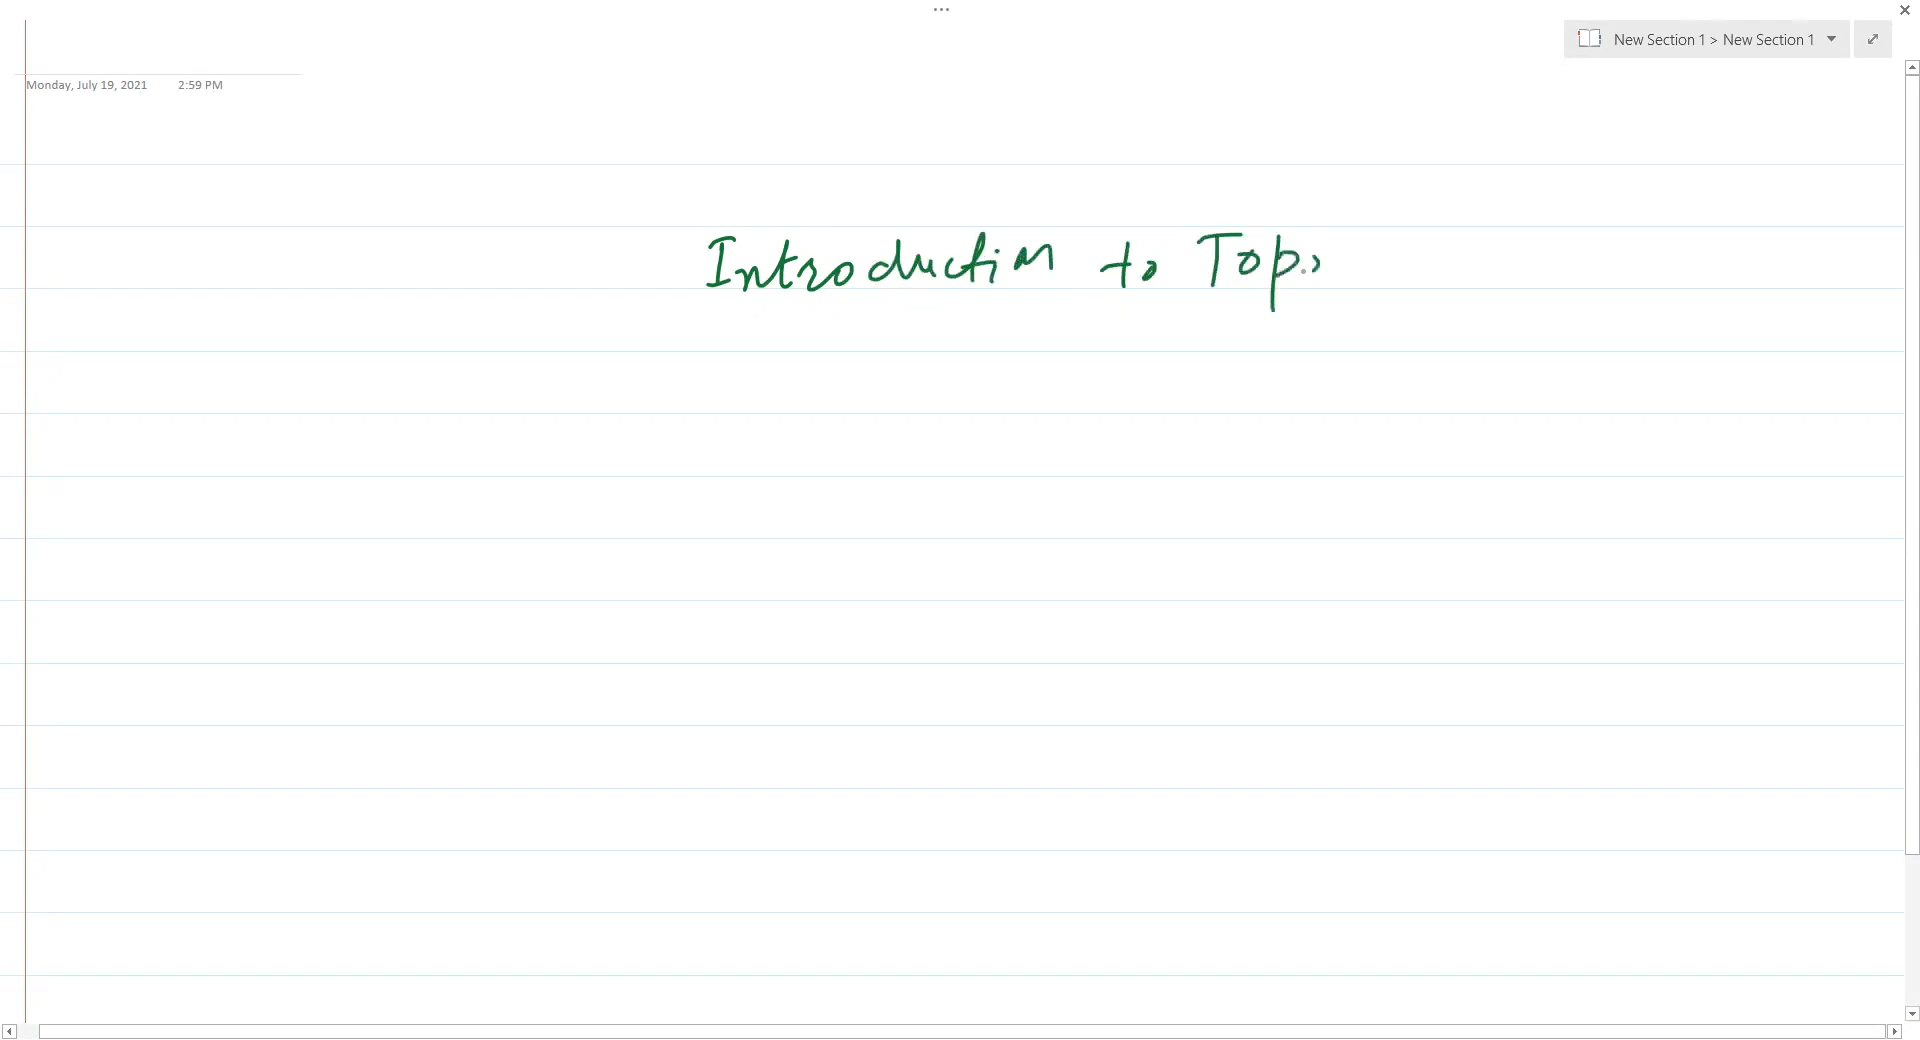 New Section 1 > New Section 1
Monday, July 19, 2021 2:59 PM
Introduction to Top